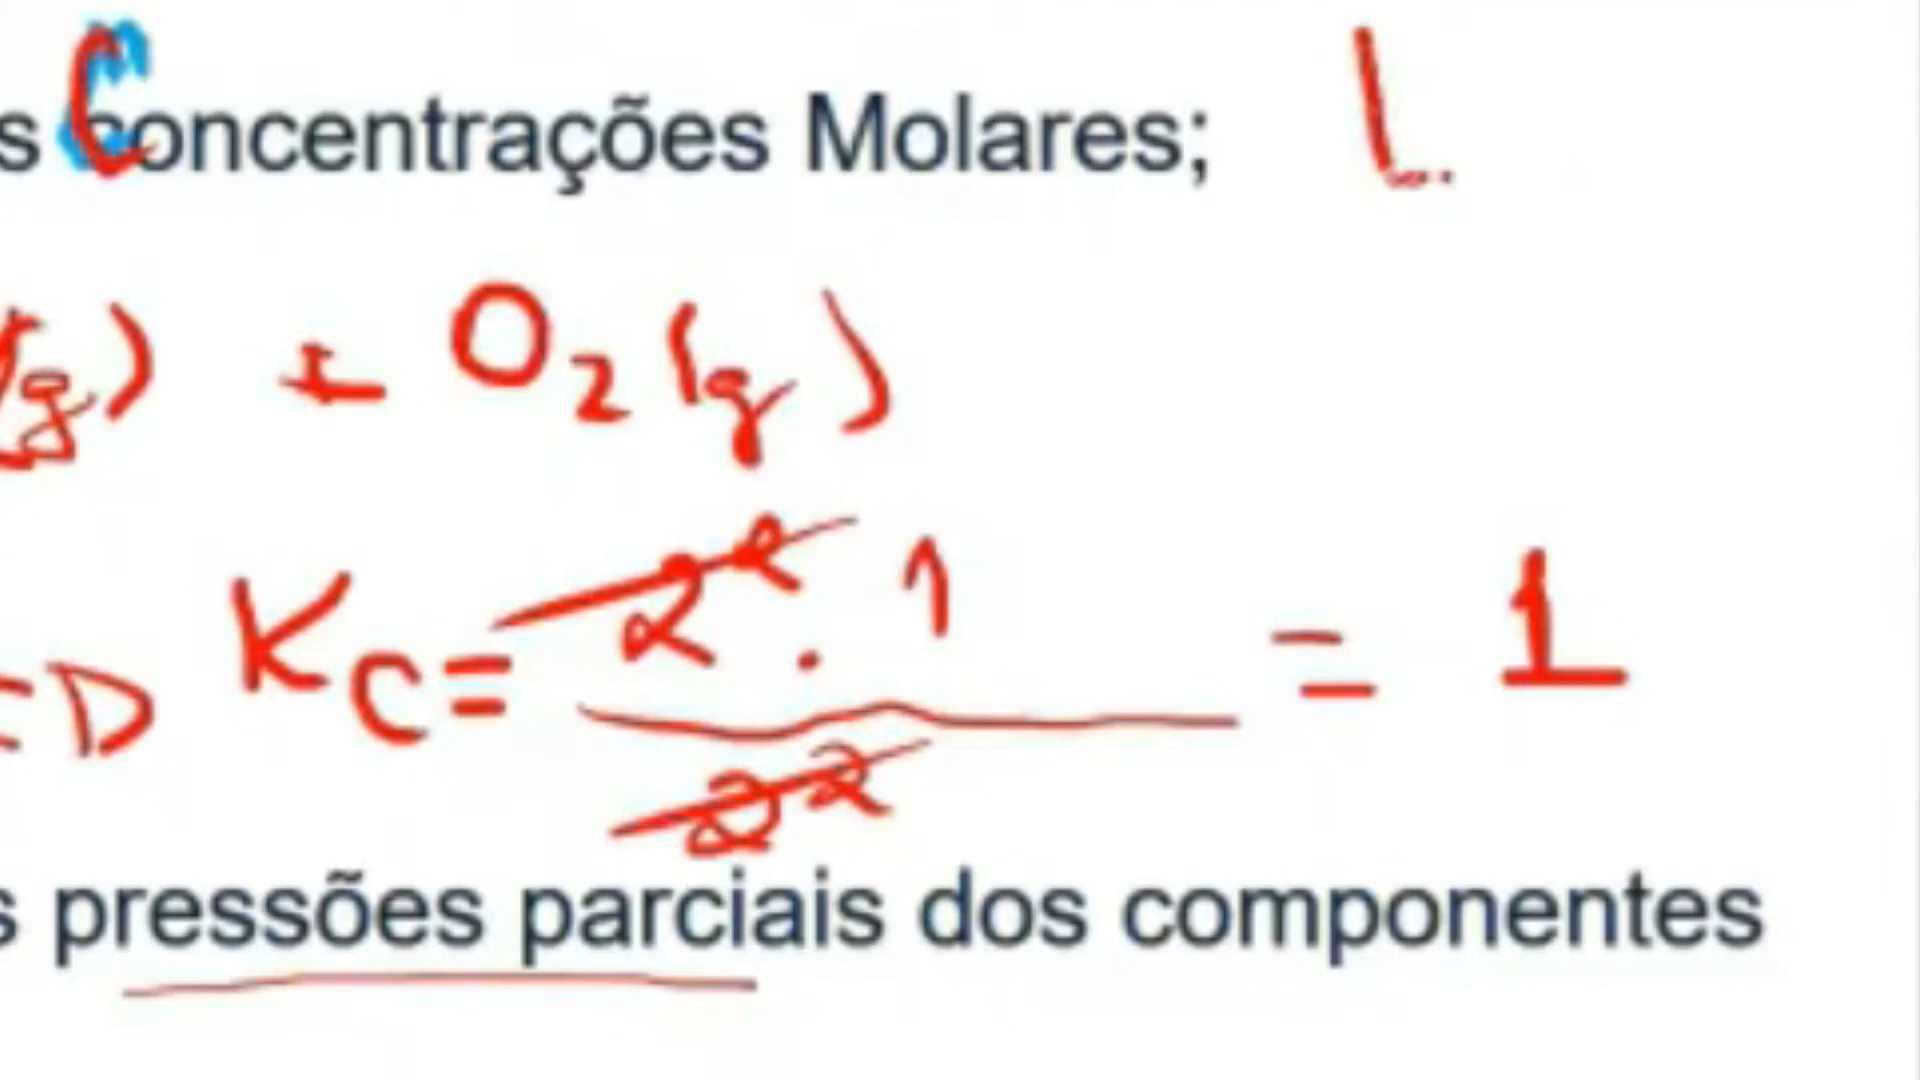 s Concentrações Molares; L
(g) + O₂(g)
=D Kc = 2² . 1 / 2² = 1
s pressões parciais dos componentes